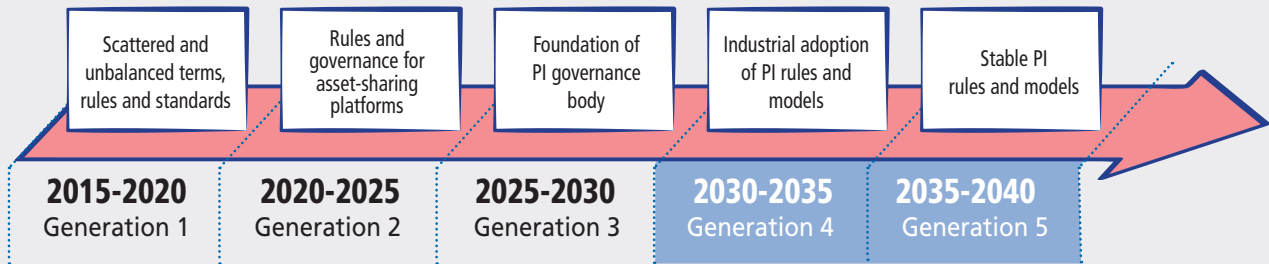 Scattered and
unbalanced terms,
rules and standards
Rules and
governance for
asset-sharing
platforms
Foundation of
PI governance
body
Industrial adoption
of PI rules and
models
Stable PI
rules and models
2015-2020
Generation 1
2020-2025
Generation 2
2025-2030
Generation 3
2030-2035
Generation 4
2035-2040
Generation 5